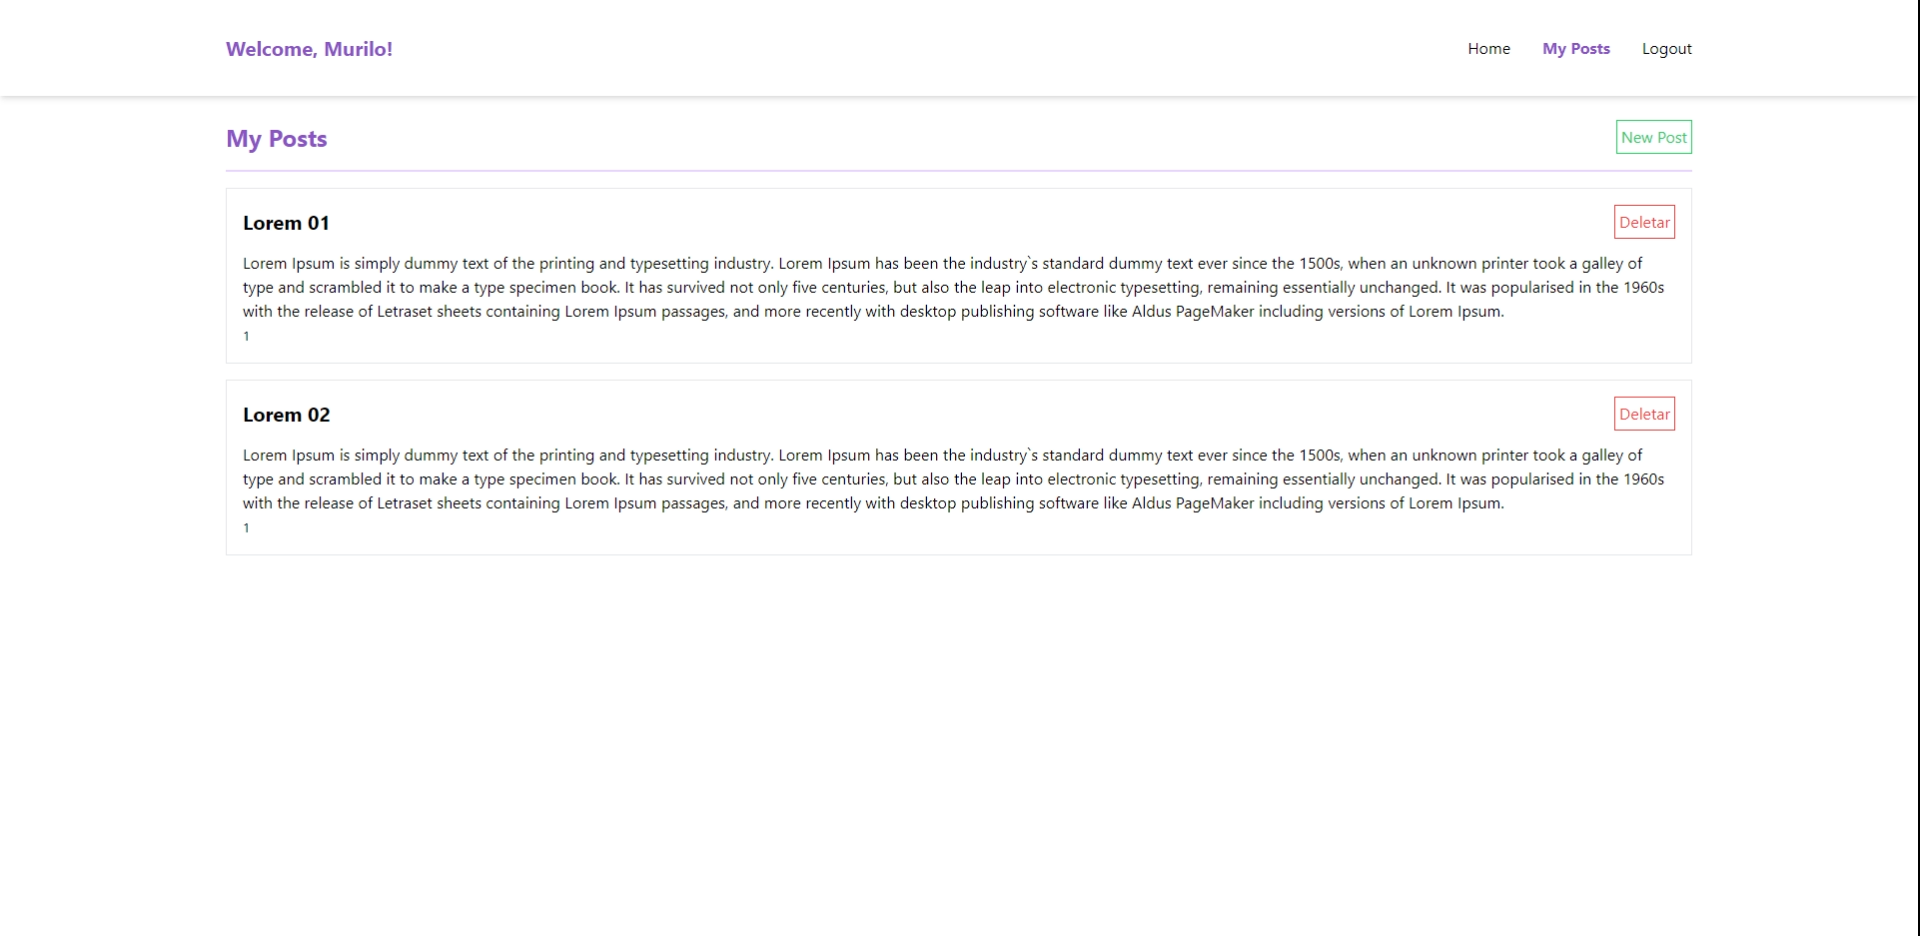 Welcome, Murilo!
Home My Posts Logout
My Posts
New Post
Lorem 01
Deletar
Lorem Ipsum is simply dummy text of the printing and typesetting industry. Lorem Ipsum has been the industry`s standard dummy text ever since the 1500s, when an unknown printer took a galley of
type and scrambled it to make a type specimen book. It has survived not only five centuries, but also the leap into electronic typesetting, remaining essentially unchanged. It was popularised in the 1960s
with the release of Letraset sheets containing Lorem Ipsum passages, and more recently with desktop publishing software like Aldus PageMaker including versions of Lorem Ipsum.
1
Lorem 02
Deletar
Lorem Ipsum is simply dummy text of the printing and typesetting industry. Lorem Ipsum has been the industry`s standard dummy text ever since the 1500s, when an unknown printer took a galley of
type and scrambled it to make a type specimen book. It has survived not only five centuries, but also the leap into electronic typesetting, remaining essentially unchanged. It was popularised in the 1960s
with the release of Letraset sheets containing Lorem Ipsum passages, and more recently with desktop publishing software like Aldus PageMaker including versions of Lorem Ipsum.
1